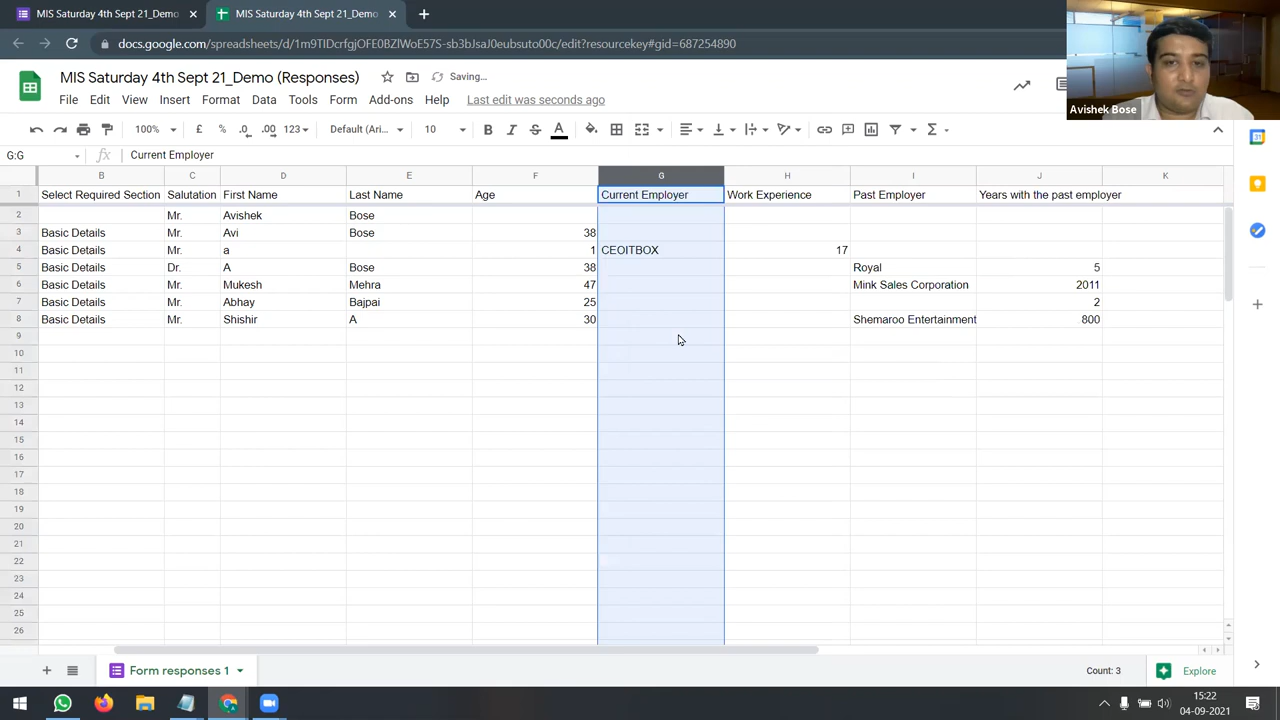 MIS Saturday 4th Sept 21_Demo
MIS Saturday 4th Sept 21_Demo
docs.google.com/spreadsheets/d/1m9TIDcrfgjOFE0BZlWoE57S-sb3bJsaJ0eubsuto00c/edit?resourcekey#gid=687254890
MIS Saturday 4th Sept 21_Demo (Responses)
Saving...
File Edit View Insert Format Data Tools Form Add-ons Help Last edit was seconds ago
Avishek Bose
100% £ % .0 .00 123 Default (Ari... 10 B I S A
G:G fx Current Employer
B C D E F G H I J K
1 Select Required Section Salutation First Name Last Name Age Current Employer Work Experience Past Employer Years with the past employer
2 Mr. Avishek Bose
3 Basic Details Mr. Avi Bose 38
4 Basic Details Mr. a 1 CEOITBOX 17
5 Basic Details Dr. A Bose 38 Royal 5
6 Basic Details Mr. Mukesh Mehra 47 Mink Sales Corporation 2011
7 Basic Details Mr. Abhay Bajpai 25 2
8 Basic Details Mr. Shishir A 30 Shemaroo Entertainment 800
9
10
11
12
13
14
15
16
17
18
19
20
21
22
23
24
25
26
Form responses 1 Count: 3 Explore
15:22
04-09-2021